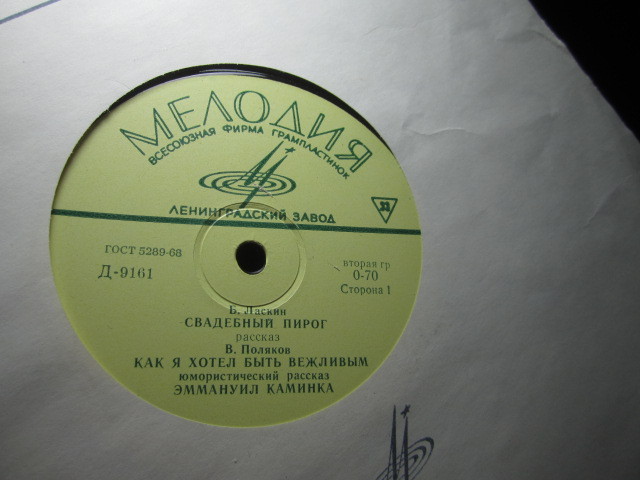 МЕЛОДИЯ
ВСЕСОЮЗНАЯ ФИРМА ГРАМПЛАСТИНОК
33
ЛЕНИНГРАДСКИЙ ЗАВОД
ГОСТ 5289-68
Д-9161
вторая гр
0-70
Сторона 1
Б. Ласкин
СВАДЕБНЫЙ ПИРОГ
рассказ
В. Поляков
КАК Я ХОТЕЛ БЫТЬ ВЕЖЛИВЫМ
юмористический рассказ
ЭММАНУИЛ КАМИНКА